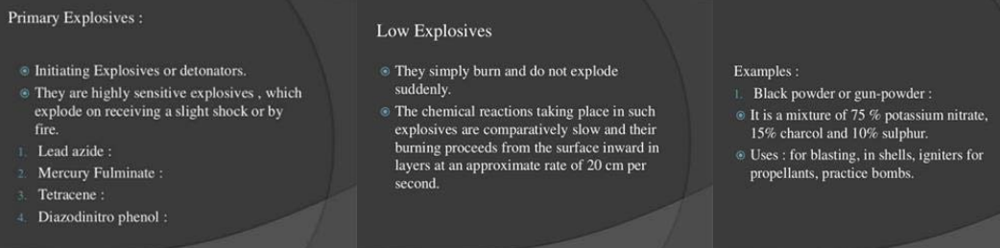 Primary Explosives :
Initiating Explosives or detonators.
They are highly sensitive explosives , which
explode on receiving a slight shock or by
fire.
1. Lead azide :
2. Mercury Fulminate :
3. Tetracene :
4. Diazodinitro phenol :
Low Explosives
They simply burn and do not explode
suddenly.
The chemical reactions taking place in such
explosives are comparatively slow and their
burning proceeds from the surface inward in
layers at an approximate rate of 20 cm per
second.
Examples :
1. Black powder or gun-powder :
It is a mixture of 75 % potassium nitrate,
15% charcol and 10% sulphur.
Uses : for blasting, in shells, igniters for
propellants, practice bombs.